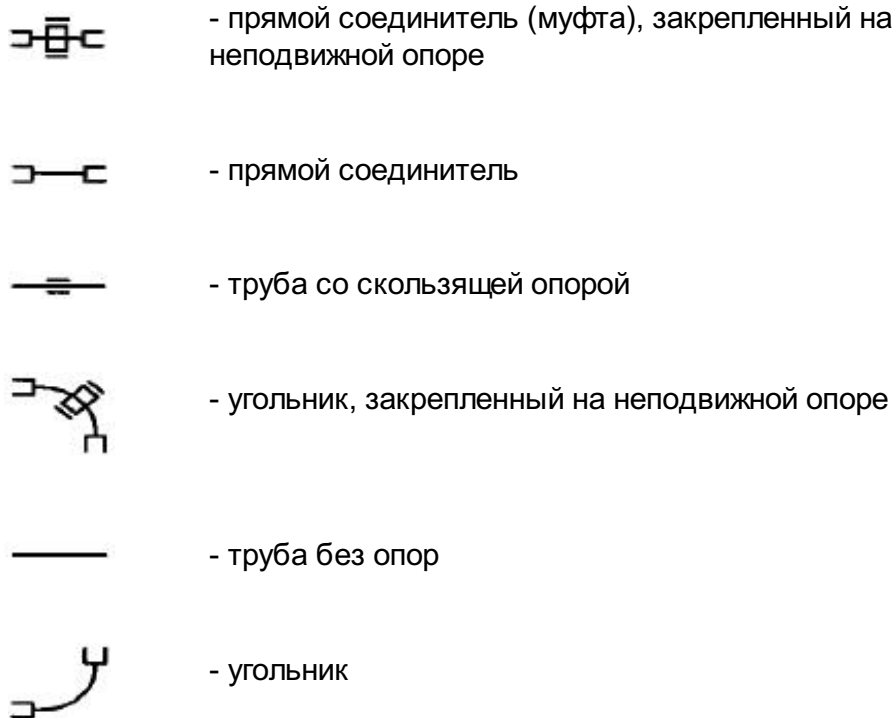 - прямой соединитель (муфта), закрепленный на
неподвижной опоре
- прямой соединитель
- труба со скользящей опорой
- угольник, закрепленный на неподвижной опоре
- труба без опор
- угольник